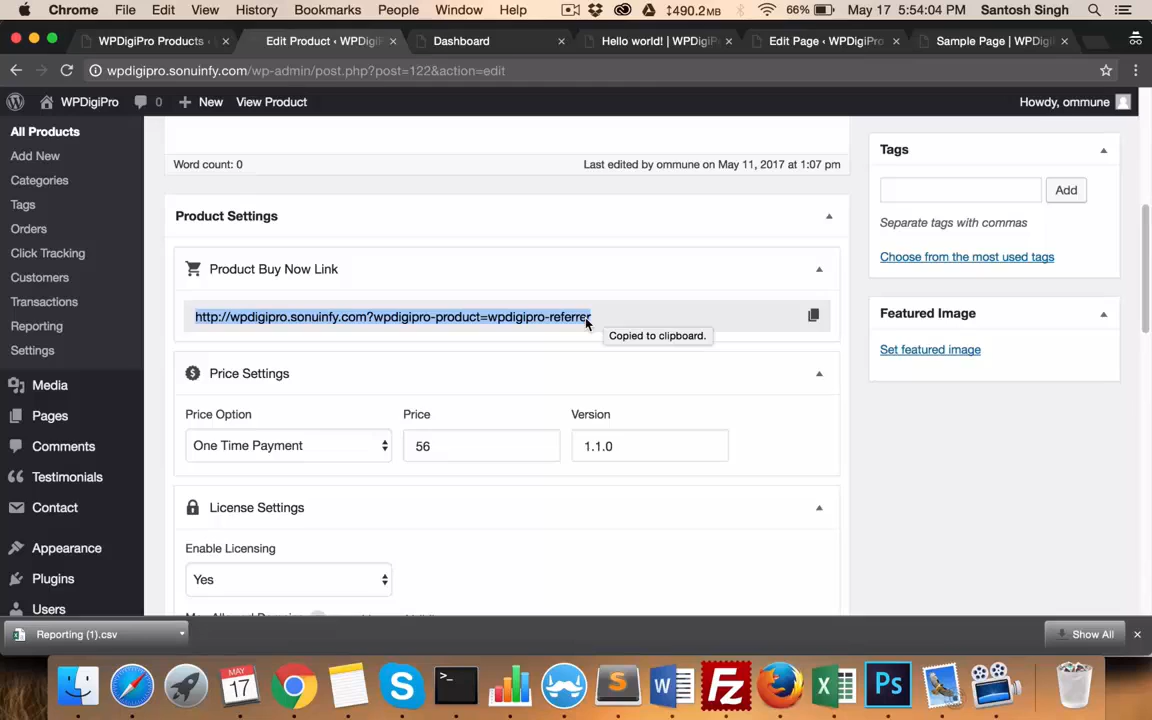 Chrome File Edit View History Bookmarks People Window Help 490.2MB 66% May 17 5:54:04 PM Santosh Singh
WPDigiPro Products · Edit Product ‹ WPDigi Dashboard Hello world! | WPDigiPr Edit Page ‹ WPDigiPro Sample Page | WPDigi
wpdigipro.sonuinfy.com/wp-admin/post.php?post=122&action=edit
WPDigiPro 0 New View Product Howdy, ommune
All Products
Add New
Categories
Tags
Orders
Click Tracking
Customers
Transactions
Reporting
Settings
Media
Pages
Comments
Testimonials
Contact
Appearance
Plugins
Users
Word count: 0 Last edited by ommune on May 11, 2017 at 1:07 pm
Product Settings
Product Buy Now Link
http://wpdigipro.sonuinfy.com?wpdigipro-product=wpdigipro-referrer
Copied to clipboard.
Price Settings
Price Option Price Version
One Time Payment 56 1.1.0
License Settings
Enable Licensing
Yes
Tags
Add
Separate tags with commas
Choose from the most used tags
Featured Image
Set featured image
Reporting (1).csv Show All
MAY
17